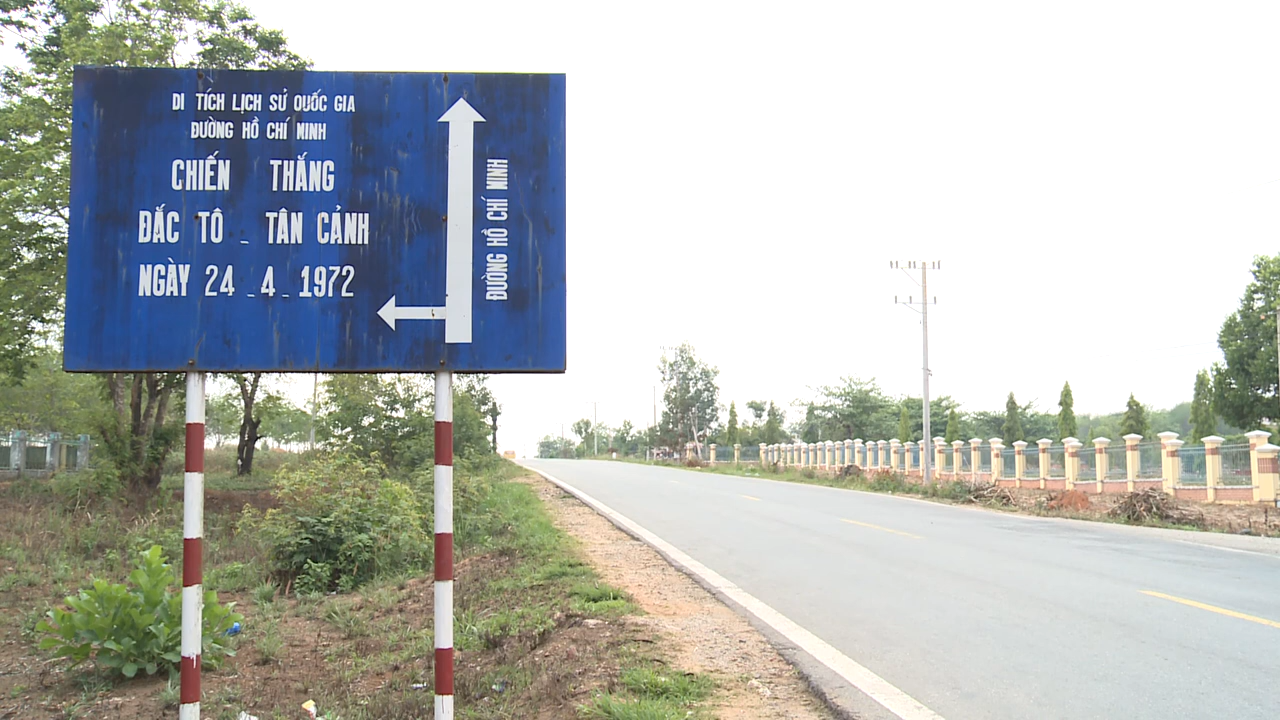 DI TÍCH LỊCH SỬ QUỐC GIA
ĐƯỜNG HỒ CHÍ MINH
CHIẾN THẮNG
ĐẮC TÔ _ TÂN CẢNH
NGÀY 24 _ 4 _ 1972
ĐƯỜNG HỒ CHÍ MINH